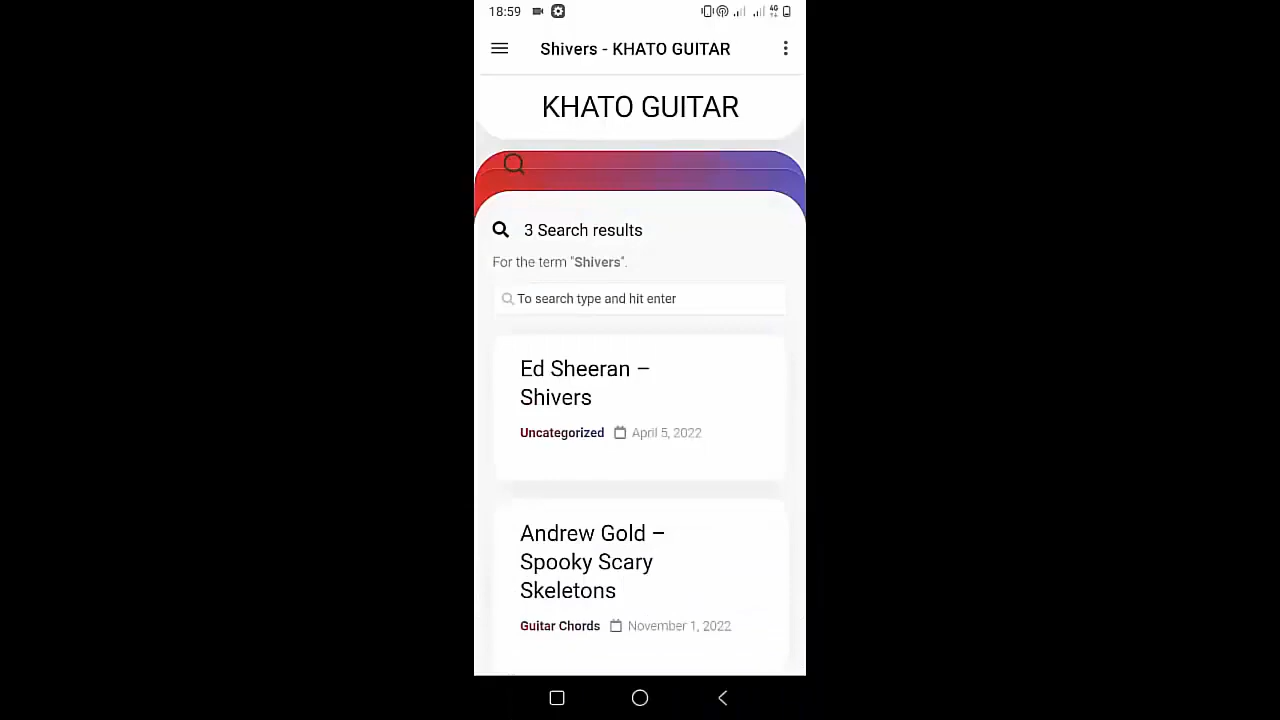 18:59
4G
Shivers - KHATO GUITAR
KHATO GUITAR
3 Search results
For the term "Shivers".
To search type and hit enter
Ed Sheeran –
Shivers
Uncategorized April 5, 2022
Andrew Gold –
Spooky Scary
Skeletons
Guitar Chords November 1, 2022